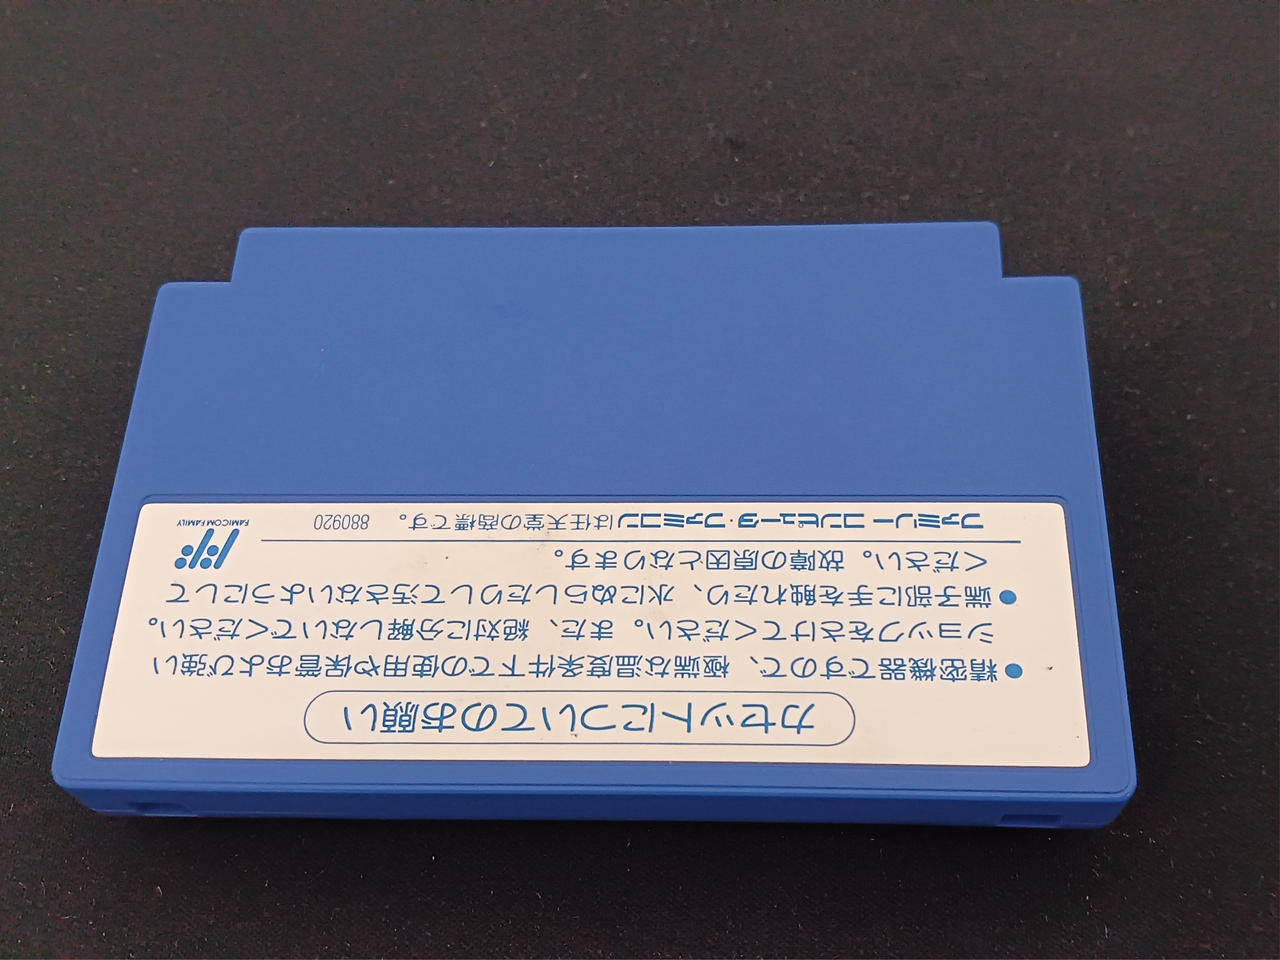 カセットについてのお願い
●精密機器ですので、極端な温度条件下での使用や保管および強い
ショックをさけてください。また、絶対に分解しないでください。
●端子部に手を触れたり、水にぬらしたりして汚さないようにして
ください。故障の原因となります。
ファミリーコンピュータ・ファミコンは任天堂の商標です。 880920
FAMICOM FAMILY